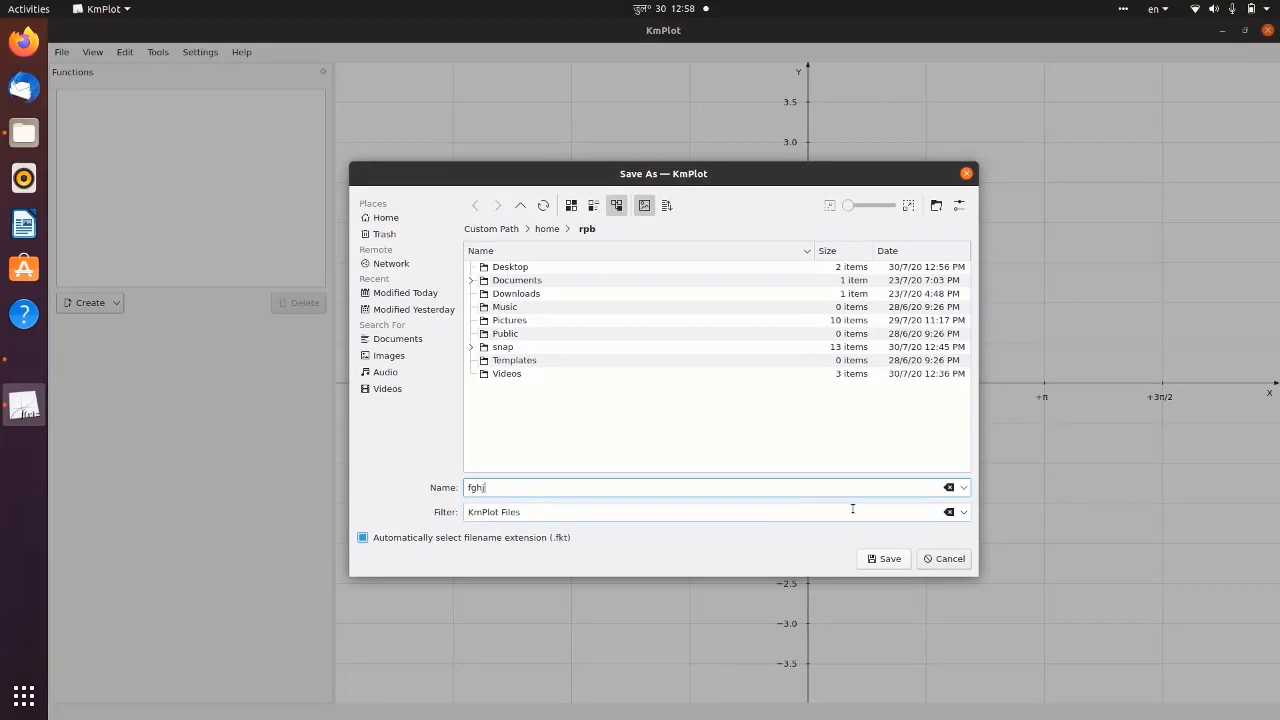 Activities KmPlot जुल॰ 30 12:58 en
KmPlot
File View Edit Tools Settings Help
Functions
Create Delete
Y
3.5
3.0
−2.5
−3.0
−3.5
+π
+3π/2
X
Save As — KmPlot
Places
Home
Trash
Remote
Network
Recent
Modified Today
Modified Yesterday
Search For
Documents
Images
Audio
Videos
Custom Path > home > rpb
Name Size Date
Desktop 2 items 30/7/20 12:56 PM
Documents 1 item 23/7/20 7:03 PM
Downloads 1 item 23/7/20 4:48 PM
Music 0 items 28/6/20 9:26 PM
Pictures 10 items 29/7/20 11:17 PM
Public 0 items 28/6/20 9:26 PM
snap 13 items 30/7/20 12:45 PM
Templates 0 items 28/6/20 9:26 PM
Videos 3 items 30/7/20 12:36 PM
Name: fghj
Filter: KmPlot Files
Automatically select filename extension (.fkt)
Save Cancel